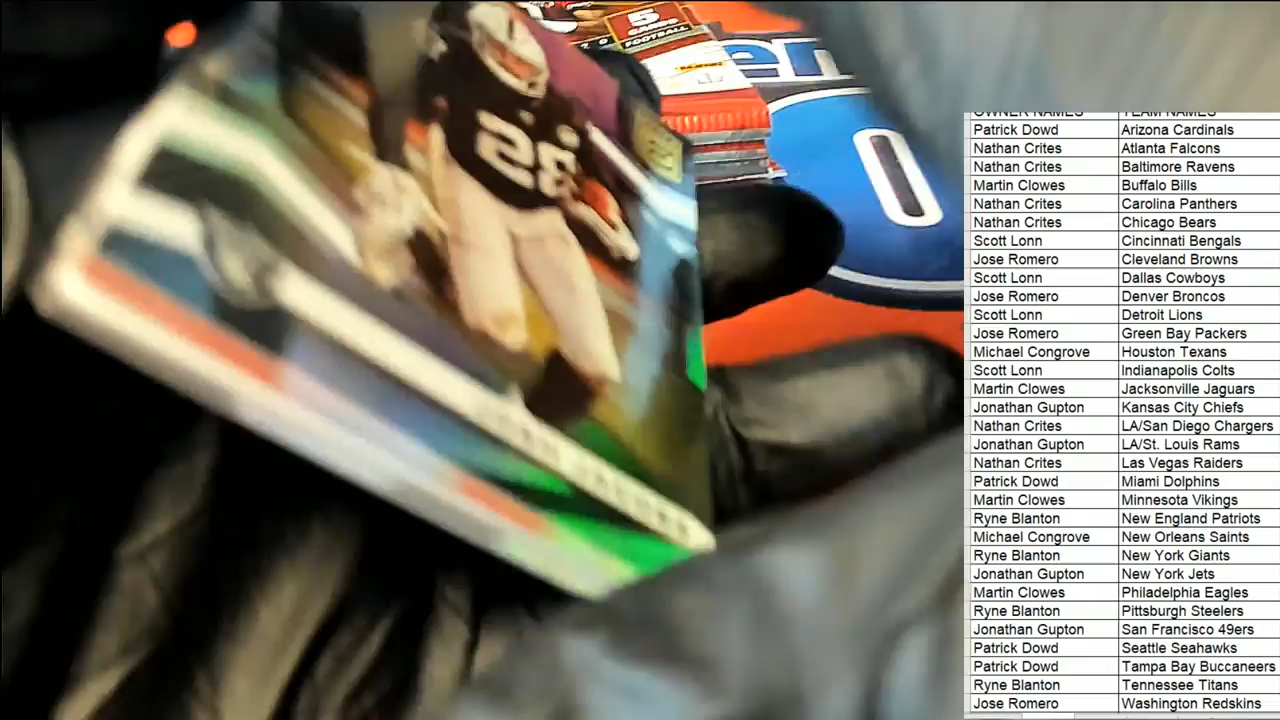 5
CARDS
FOOTBALL
en
0
28
OWNER NAMES TEAM NAMES
Patrick Dowd Arizona Cardinals
Nathan Crites Atlanta Falcons
Nathan Crites Baltimore Ravens
Martin Clowes Buffalo Bills
Nathan Crites Carolina Panthers
Nathan Crites Chicago Bears
Scott Lonn Cincinnati Bengals
Jose Romero Cleveland Browns
Scott Lonn Dallas Cowboys
Jose Romero Denver Broncos
Scott Lonn Detroit Lions
Jose Romero Green Bay Packers
Michael Congrove Houston Texans
Scott Lonn Indianapolis Colts
Martin Clowes Jacksonville Jaguars
Jonathan Gupton Kansas City Chiefs
Nathan Crites LA/San Diego Chargers
Jonathan Gupton LA/St. Louis Rams
Nathan Crites Las Vegas Raiders
Patrick Dowd Miami Dolphins
Martin Clowes Minnesota Vikings
Ryne Blanton New England Patriots
Michael Congrove New Orleans Saints
Ryne Blanton New York Giants
Jonathan Gupton New York Jets
Martin Clowes Philadelphia Eagles
Ryne Blanton Pittsburgh Steelers
Jonathan Gupton San Francisco 49ers
Patrick Dowd Seattle Seahawks
Patrick Dowd Tampa Bay Buccaneers
Ryne Blanton Tennessee Titans
Jose Romero Washington Redskins